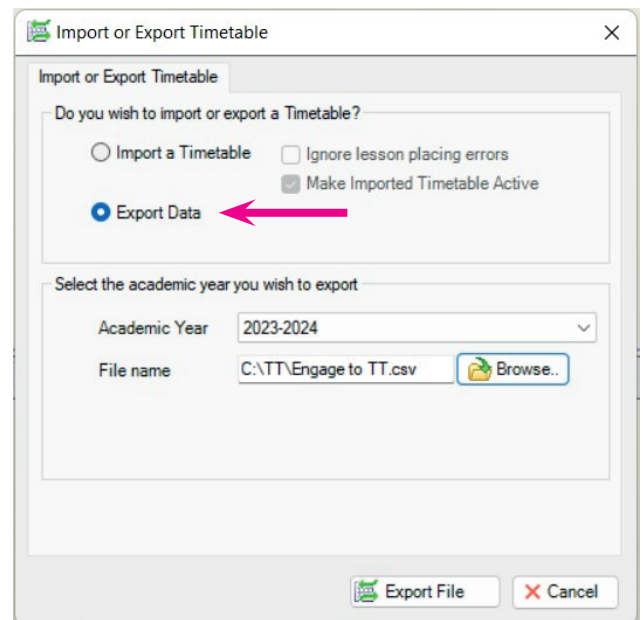 Import or Export Timetable
Import or Export Timetable
Do you wish to import or export a Timetable?
Import a Timetable
Ignore lesson placing errors
Make Imported Timetable Active
Export Data
Select the academic year you wish to export
Academic Year 2023-2024
File name C:\TT\Engage to TT.csv Browse..
Export File Cancel